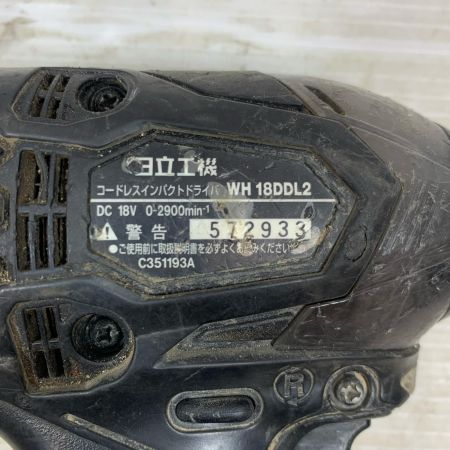 日立工機
コードレスインパクトドライバ WH 18DDL2
DC 18V 0-2900min⁻¹
警告 572933
●ご使用前に取扱説明書を必ずよくお読みください
C351193A
R